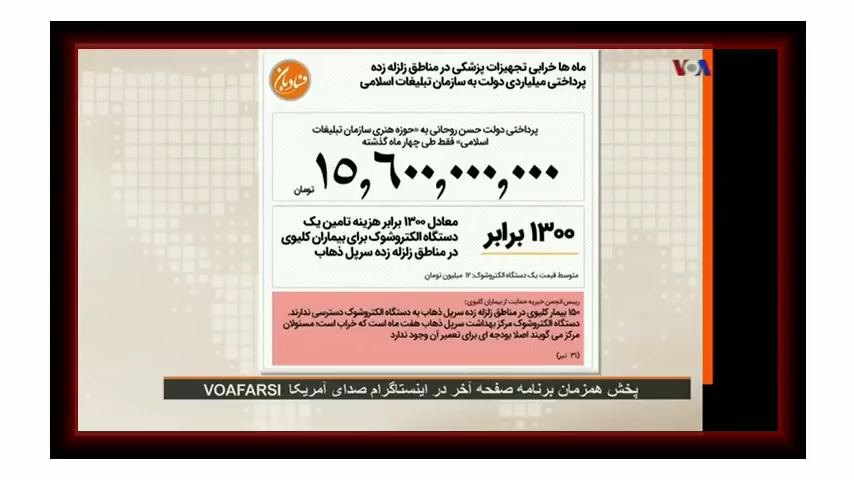 VOA
فسادبان
ماه ها خرابی تجهیزات پزشکی در مناطق زلزله زده
پرداختی میلیاردی دولت به سازمان تبلیغات اسلامی
پرداختی دولت حسن روحانی به «حوزه هنری سازمان تبلیغات
اسلامی» فقط طی چهار ماه گذشته
۱۵,۶۰۰,۰۰۰,۰۰۰
تومان
۱۳۰۰ برابر
معادل ۱۳۰۰ برابر هزینه تامین یک
دستگاه الکتروشوک برای بیماران کلیوی
در مناطق زلزله زده سرپل ذهاب
متوسط قیمت یک دستگاه الکتروشوک: ۱۲ میلیون تومان
رییس انجمن خیریه حمایت از بیماران کلیوی:
۱۵۰ بیمار کلیوی در مناطق زلزله زده سرپل ذهاب به دستگاه الکتروشوک دسترسی ندارند.
دستگاه الکتروشوک مرکز بهداشت سرپل ذهاب هفت ماه است که خراب است؛ مسئولان
مرکز می گویند اصلا بودجه ای برای تعمیر آن وجود ندارد
(۳۱ تیر)
پخش همزمان برنامه صفحه آخر در اینستاگرام صدای آمریکا VOAFARSI